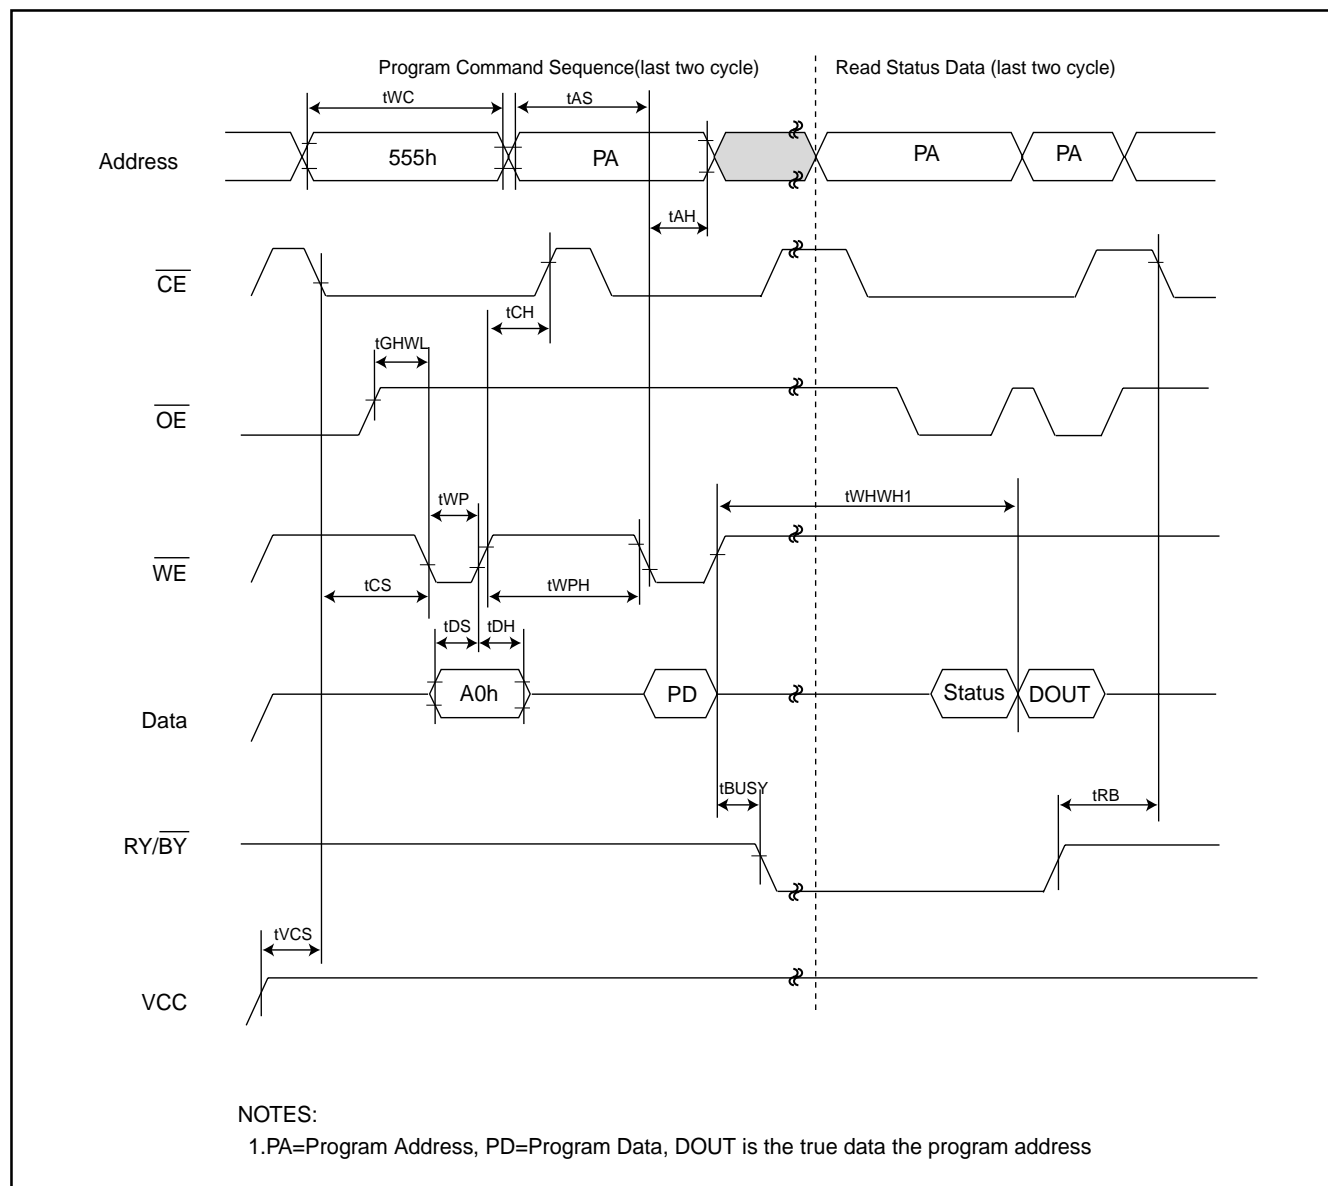 Program Command Sequence(last two cycle)
Read Status Data (last two cycle)
tWC
tAS
Address
555h
PA
PA
PA
tAH
CE
tCH
tGHWL
OE
tWP
tWHWH1
WE
tCS
tWPH
tDS
tDH
Data
A0h
PD
Status
DOUT
tBUSY
tRB
RY/BY
tVCS
VCC
NOTES:
1.PA=Program Address, PD=Program Data, DOUT is the true data the program address